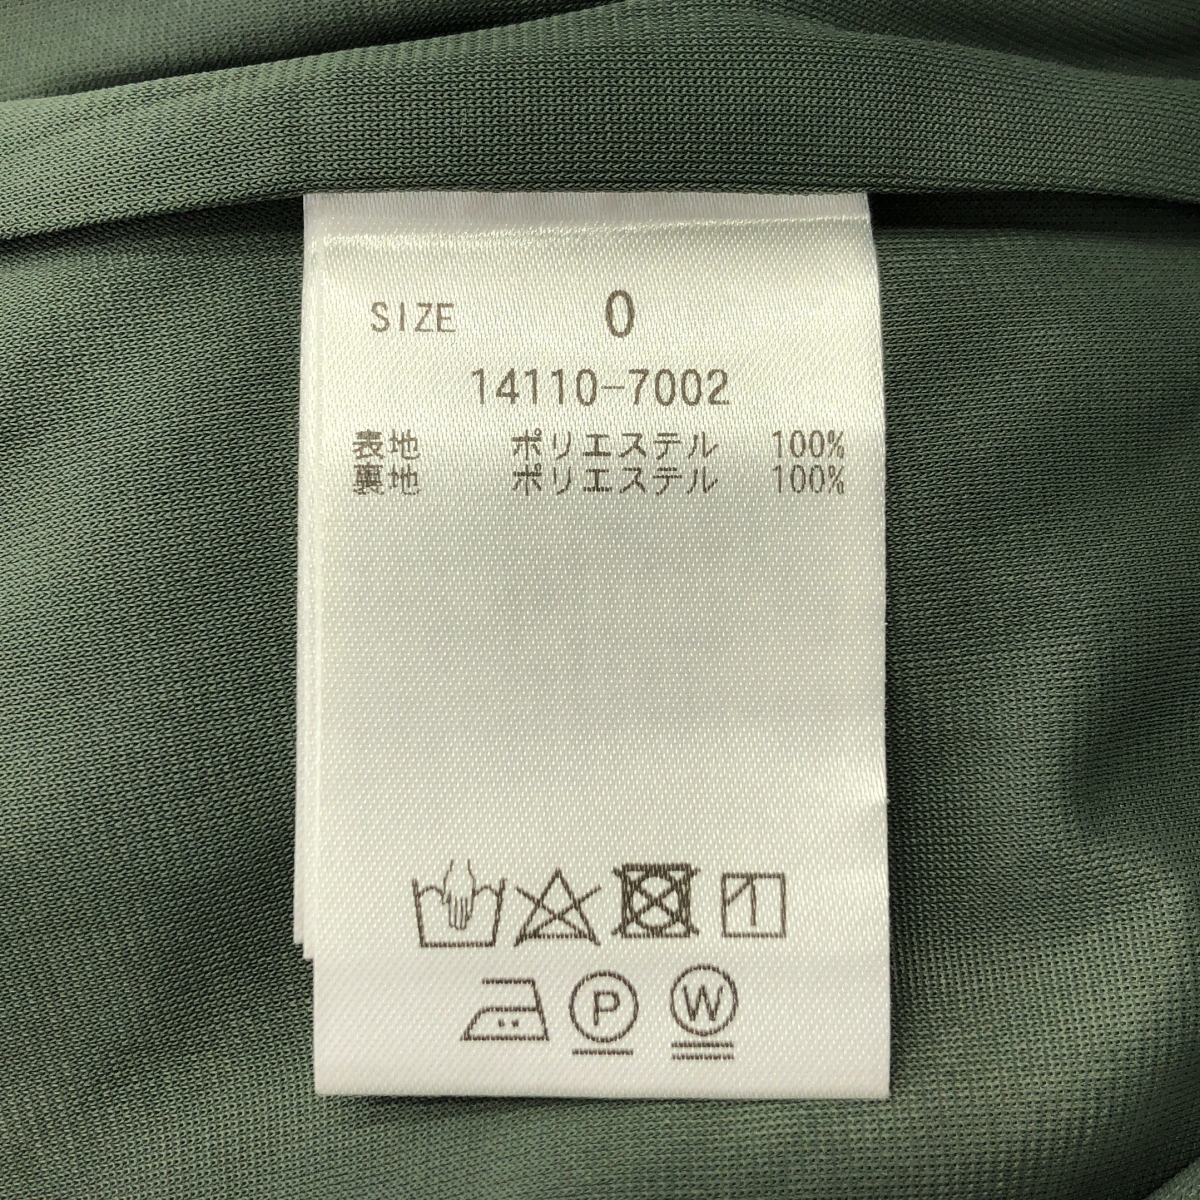 SIZE 0
14110-7002
表地 ポリエステル 100%
裏地 ポリエステル 100%
P W